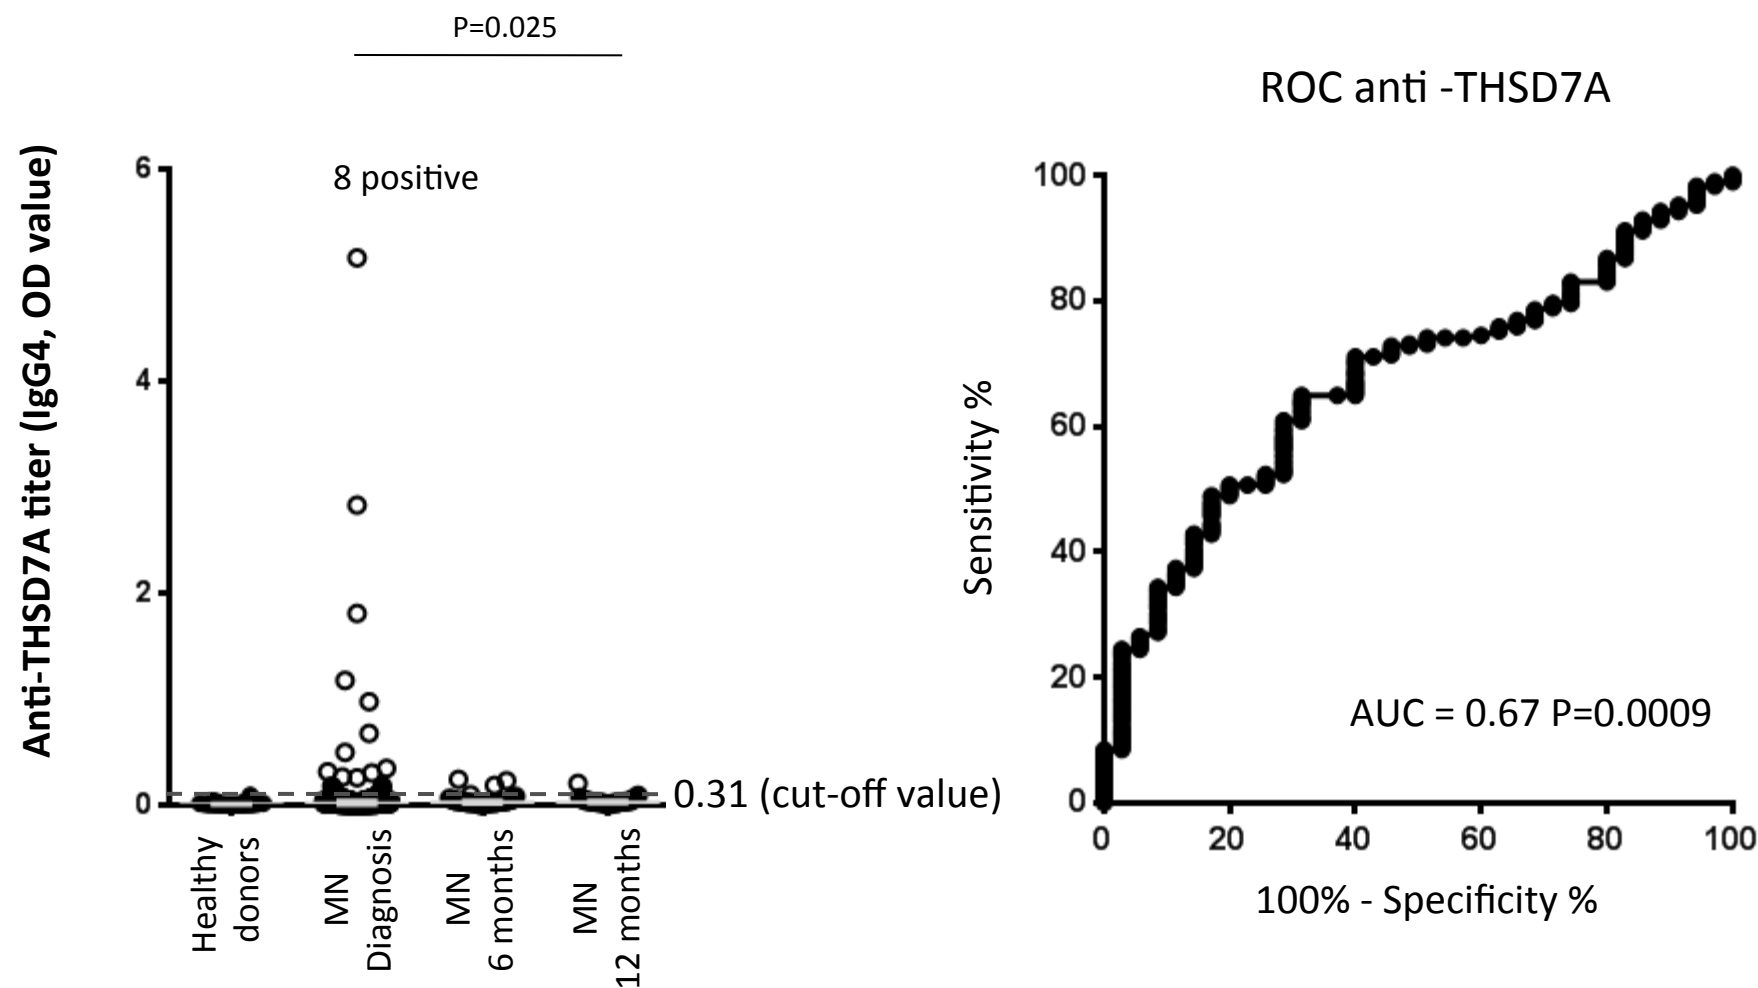 P=0.025
Anti-THSD7A titer (IgG4, OD value)
8 positive
6
4
2
0
0.31 (cut-off value)
Healthy
donors
MN
Diagnosis
MN
6 months
MN
12 months
ROC anti -THSD7A
Sensitivity %
100
80
60
40
20
0
AUC = 0.67 P=0.0009
0 20 40 60 80 100
100% - Specificity %